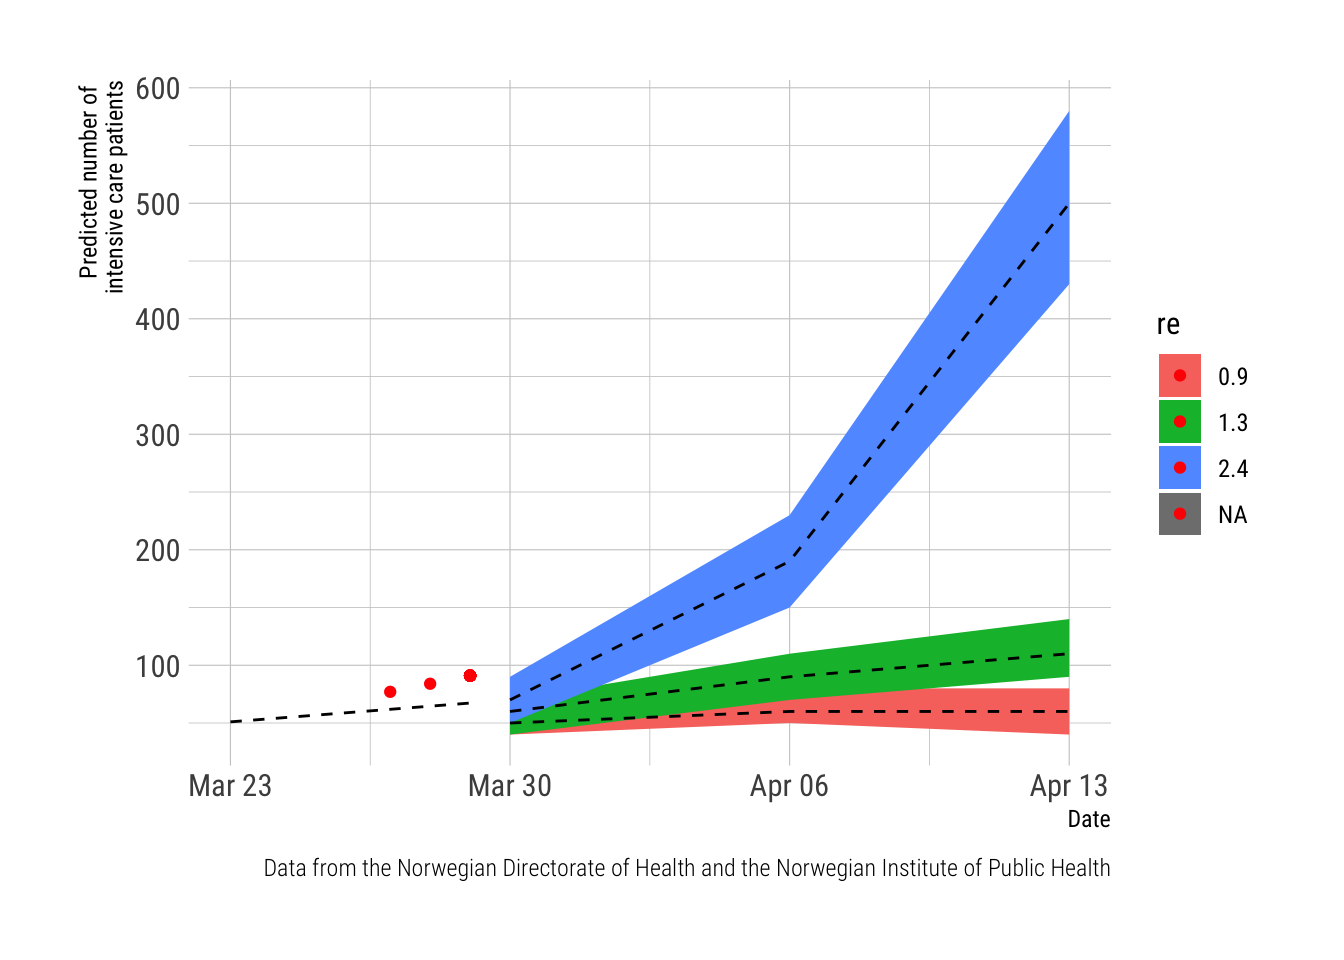 Predicted number of
intensive care patients
600
500
400
300
200
100
Mar 23
Mar 30
Apr 06
Apr 13
Date
re
0.9
1.3
2.4
NA
Data from the Norwegian Directorate of Health and the Norwegian Institute of Public Health